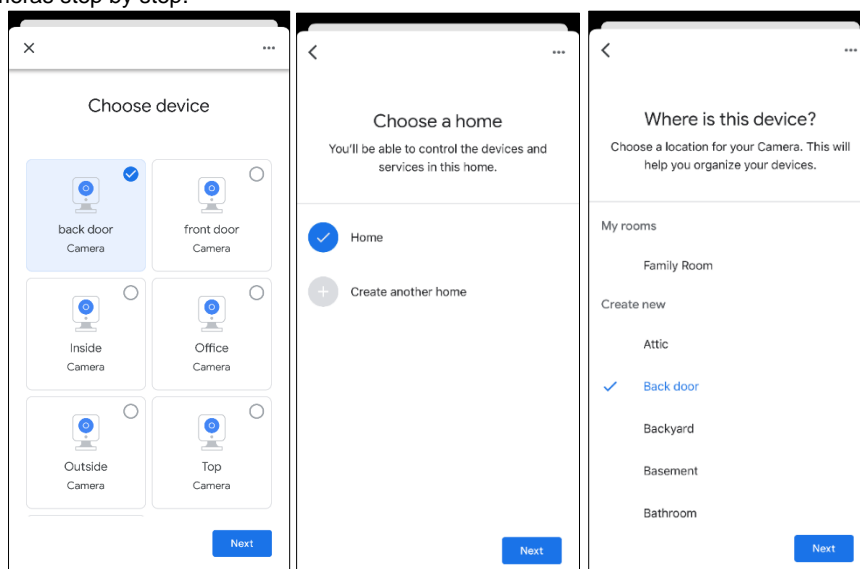 step by step.
Choose device
back door
Camera
front door
Camera
Inside
Camera
Office
Camera
Outside
Camera
Top
Camera
Next
Choose a home
You'll be able to control the devices and
services in this home.
Home
Create another home
Next
Where is this device?
Choose a location for your Camera. This will
help you organize your devices.
My rooms
Family Room
Create new
Attic
Back door
Backyard
Basement
Bathroom
Next